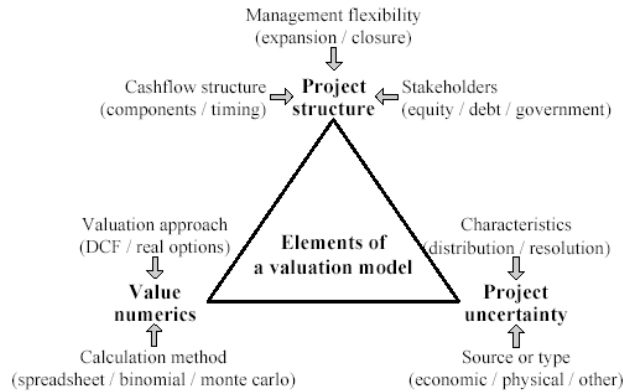 Management flexibility
(expansion / closure)
Cashflow structure
(components / timing)
Project
structure
Stakeholders
(equity / debt / government)
Valuation approach
(DCF / real options)
Elements of
a valuation model
Characteristics
(distribution / resolution)
Value
numerics
Project
uncertainty
Calculation method
(spreadsheet / binomial / monte carlo)
Source or type
(economic / physical / other)